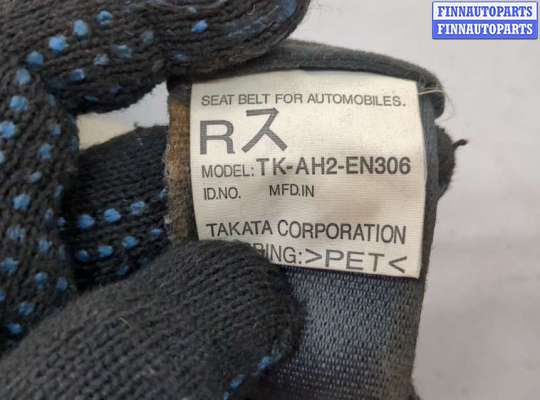 FINNAUTOPARTS
FINNAUTOPARTS
SEAT BELT FOR AUTOMOBILES.
Rス
MODEL: TK-AH2-EN306
ID.NO. MFD.IN
TAKATA CORPORATION
:>PET<